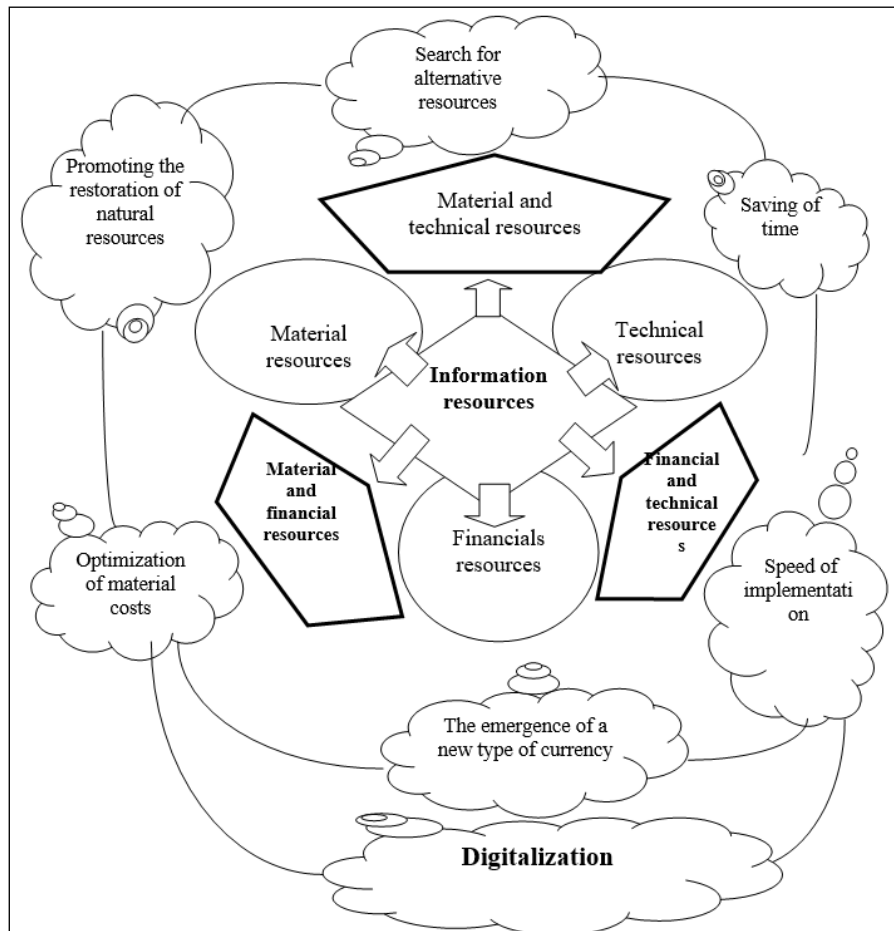 Search for
alternative
resources
Promoting the
restoration of
natural
resources
Material and
technical resources
Saving of
time
Material
resources
Technical
resources
Information
resources
Material
and
financial
resources
Financial
and
technical
resource
s
Financials
resources
Optimization
of material
costs
Speed of
implementati
on
The emergence of a
new type of currency
Digitalization